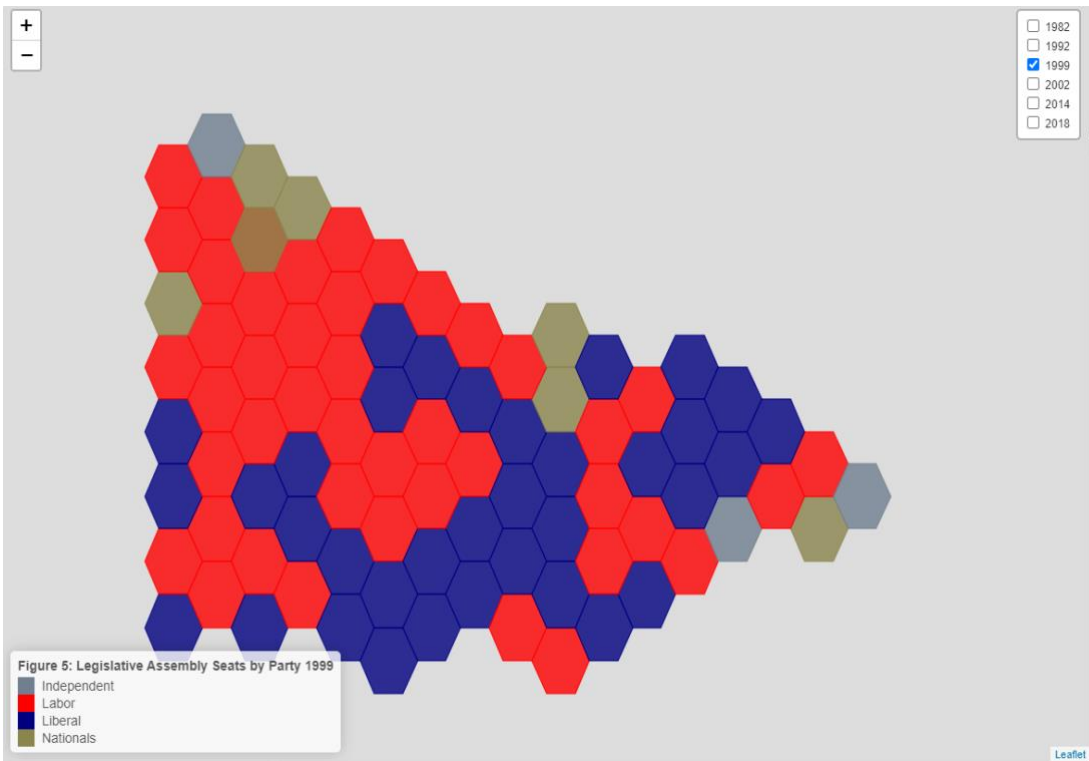 +
−
1982
1992
1999
2002
2014
2018
Figure 5: Legislative Assembly Seats by Party 1999
Independent
Labor
Liberal
Nationals
Leaflet